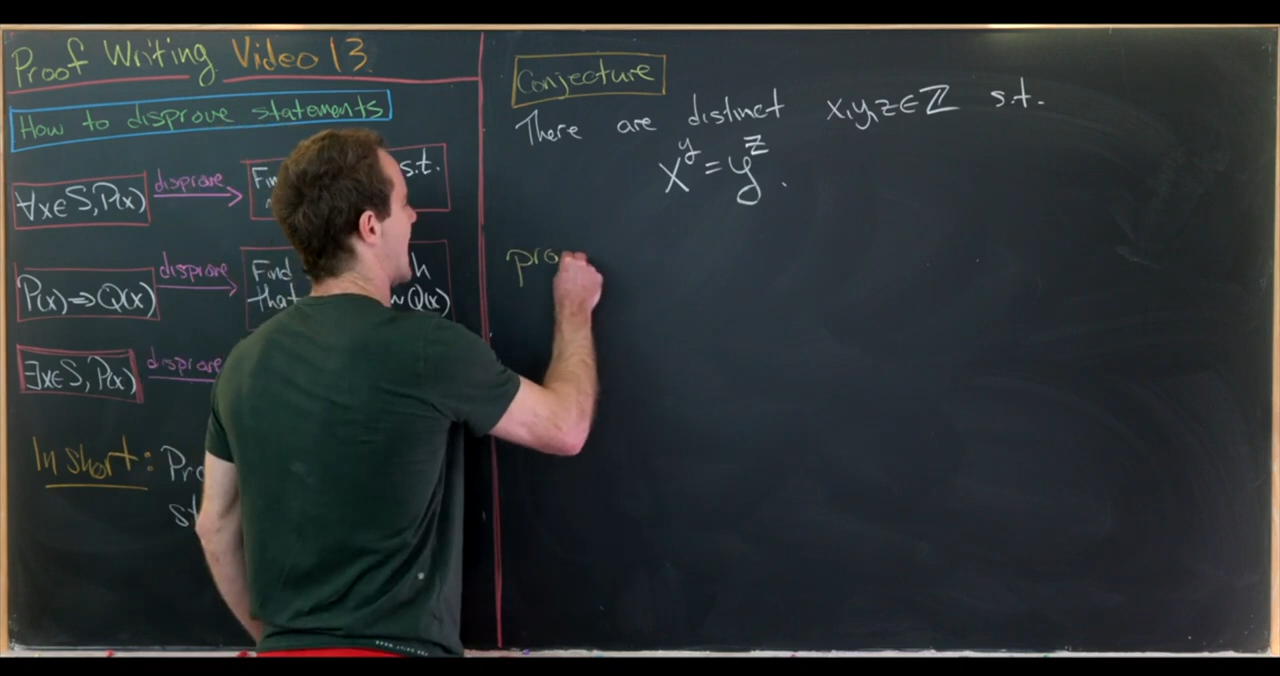 Proof Writing Video 13
How to disprove statements
∀x∈S, P(x) disprove s.t.
P(x)⇒Q(x) disprove Find
that ~Q(x)
∃x∈S, P(x) disprove
In short:
Conjecture
There are distinct x,y,z∈ℤ s.t.
x^y = y^z.